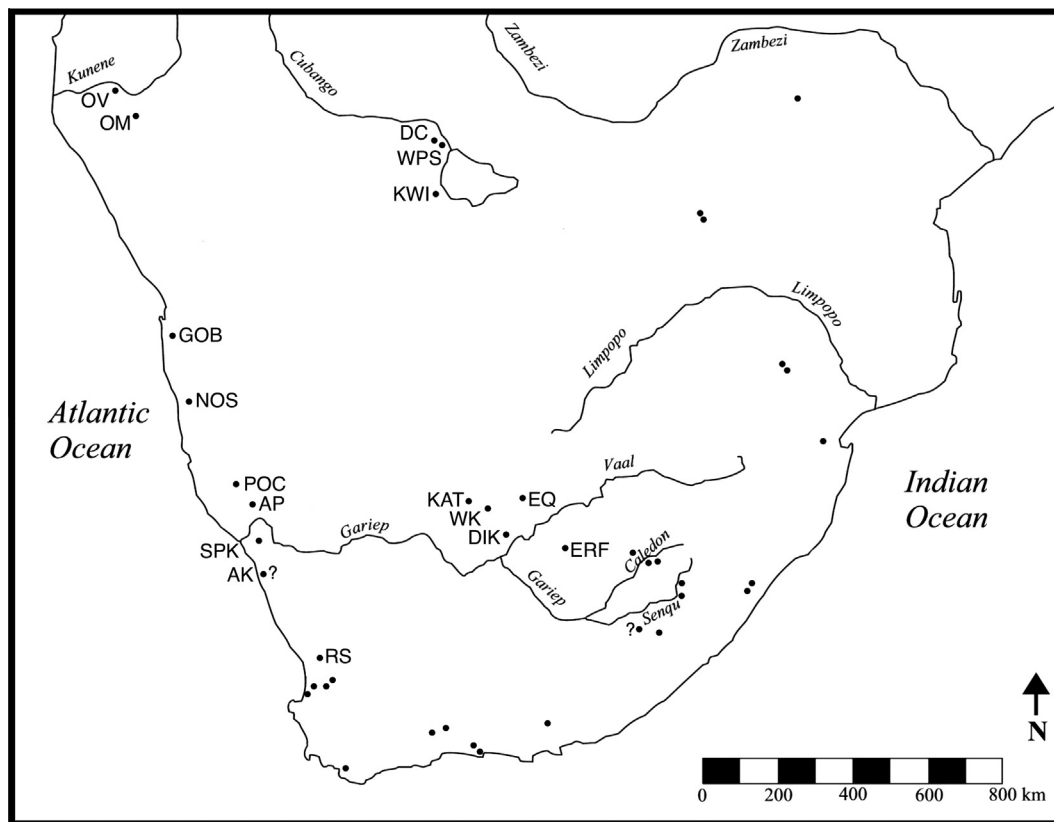 Kunene
OV
OM
Cubango
Zambezi
Zambezi
DC
WPS
KWI
GOB
NOS
Atlantic
Ocean
Limpopo
Limpopo
POC
AP
SPK
AK ?
Gariep
KAT
WK
DIK
EQ
Vaal
ERF
Gariep
Caledon
Senqu
?
Indian
Ocean
RS
N
0 200 400 600 800 km